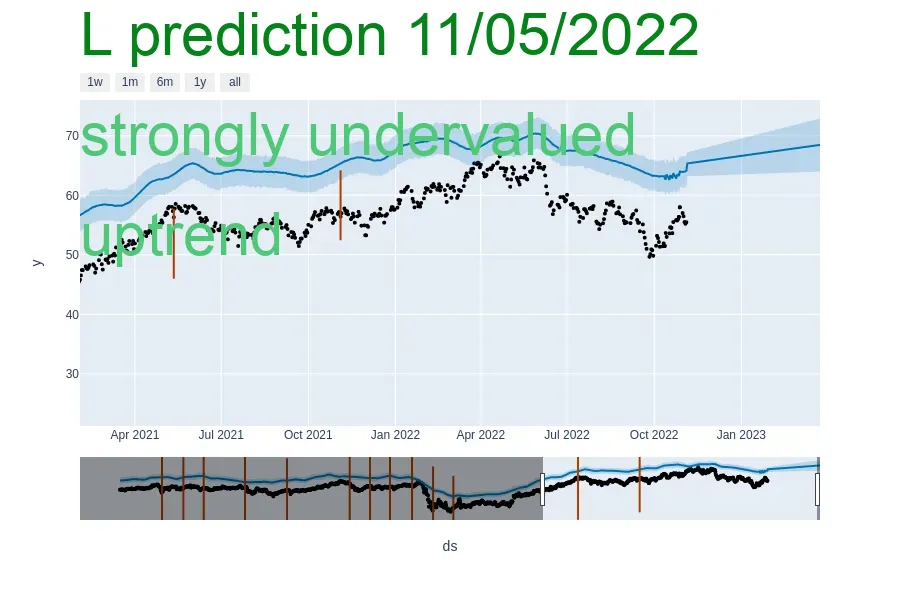 L prediction 11/05/2022
1w 1m 6m 1y all
strongly undervalued
uptrend
70
60
50
40
30
y
Apr 2021 Jul 2021 Oct 2021 Jan 2022 Apr 2022 Jul 2022 Oct 2022 Jan 2023
ds